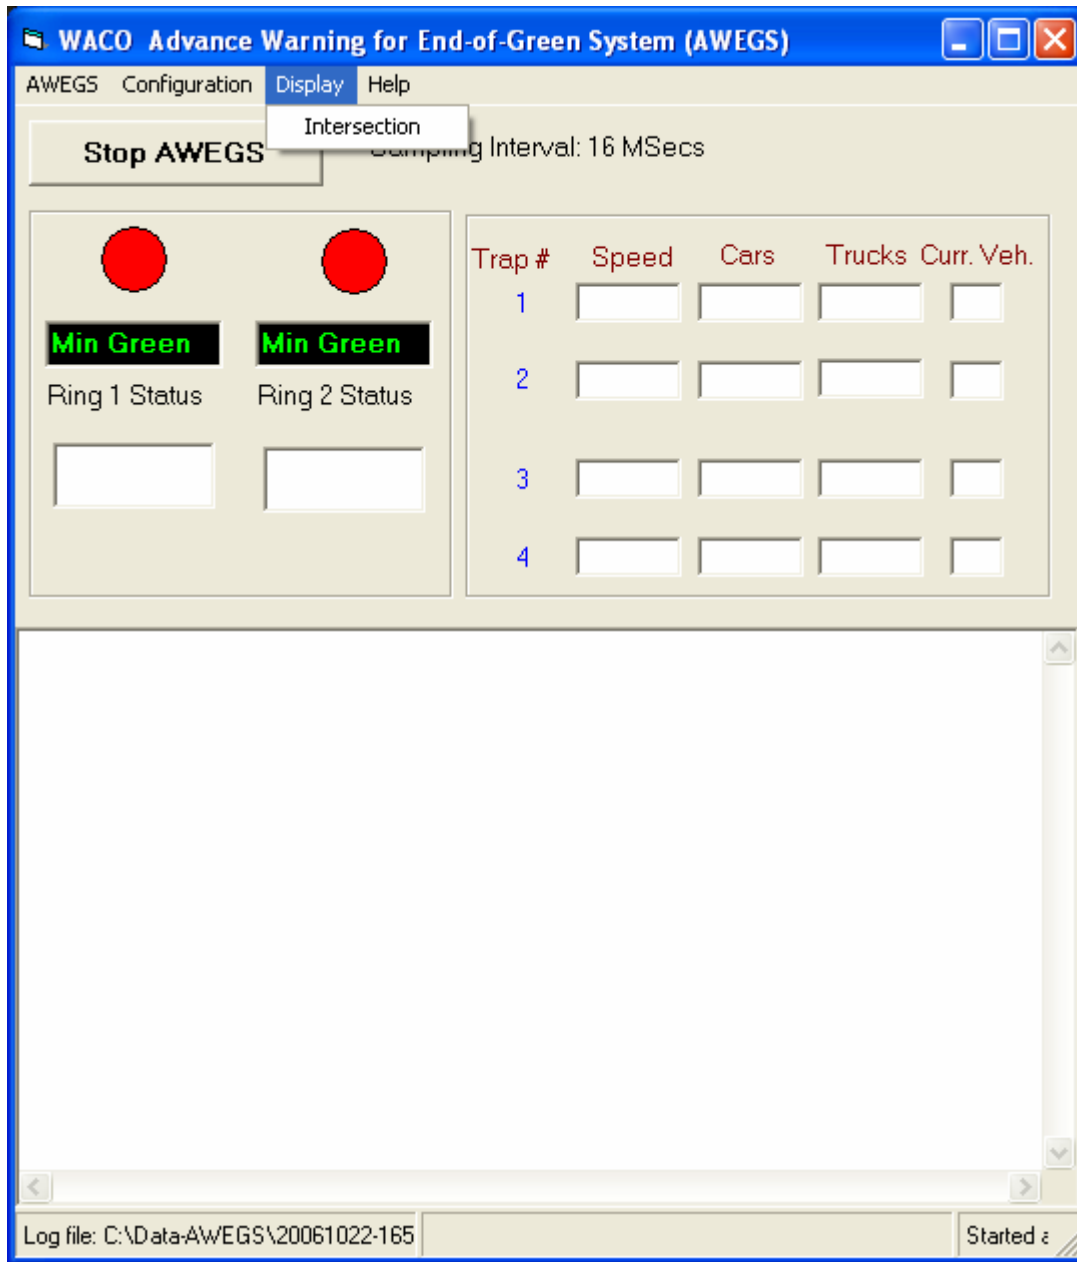 WACO Advance Warning for End-of-Green System (AWEGS)
AWEGS Configuration Display Help
Intersection
Stop AWEGS
Sampling Interval: 16 MSecs
Min Green Min Green
Ring 1 Status Ring 2 Status
Trap # Speed Cars Trucks Curr. Veh.
1
2
3
4
Log file: C:\Data-AWEGS\20061022-165
Started a